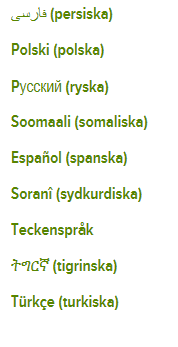 فارسی (persiska)
Polski (polska)
Русский (ryska)
Soomaali (somaliska)
Español (spanska)
Soranî (sydkurdiska)
Teckenspråk
ትግርኛ (tigrinska)
Türkçe (turkiska)